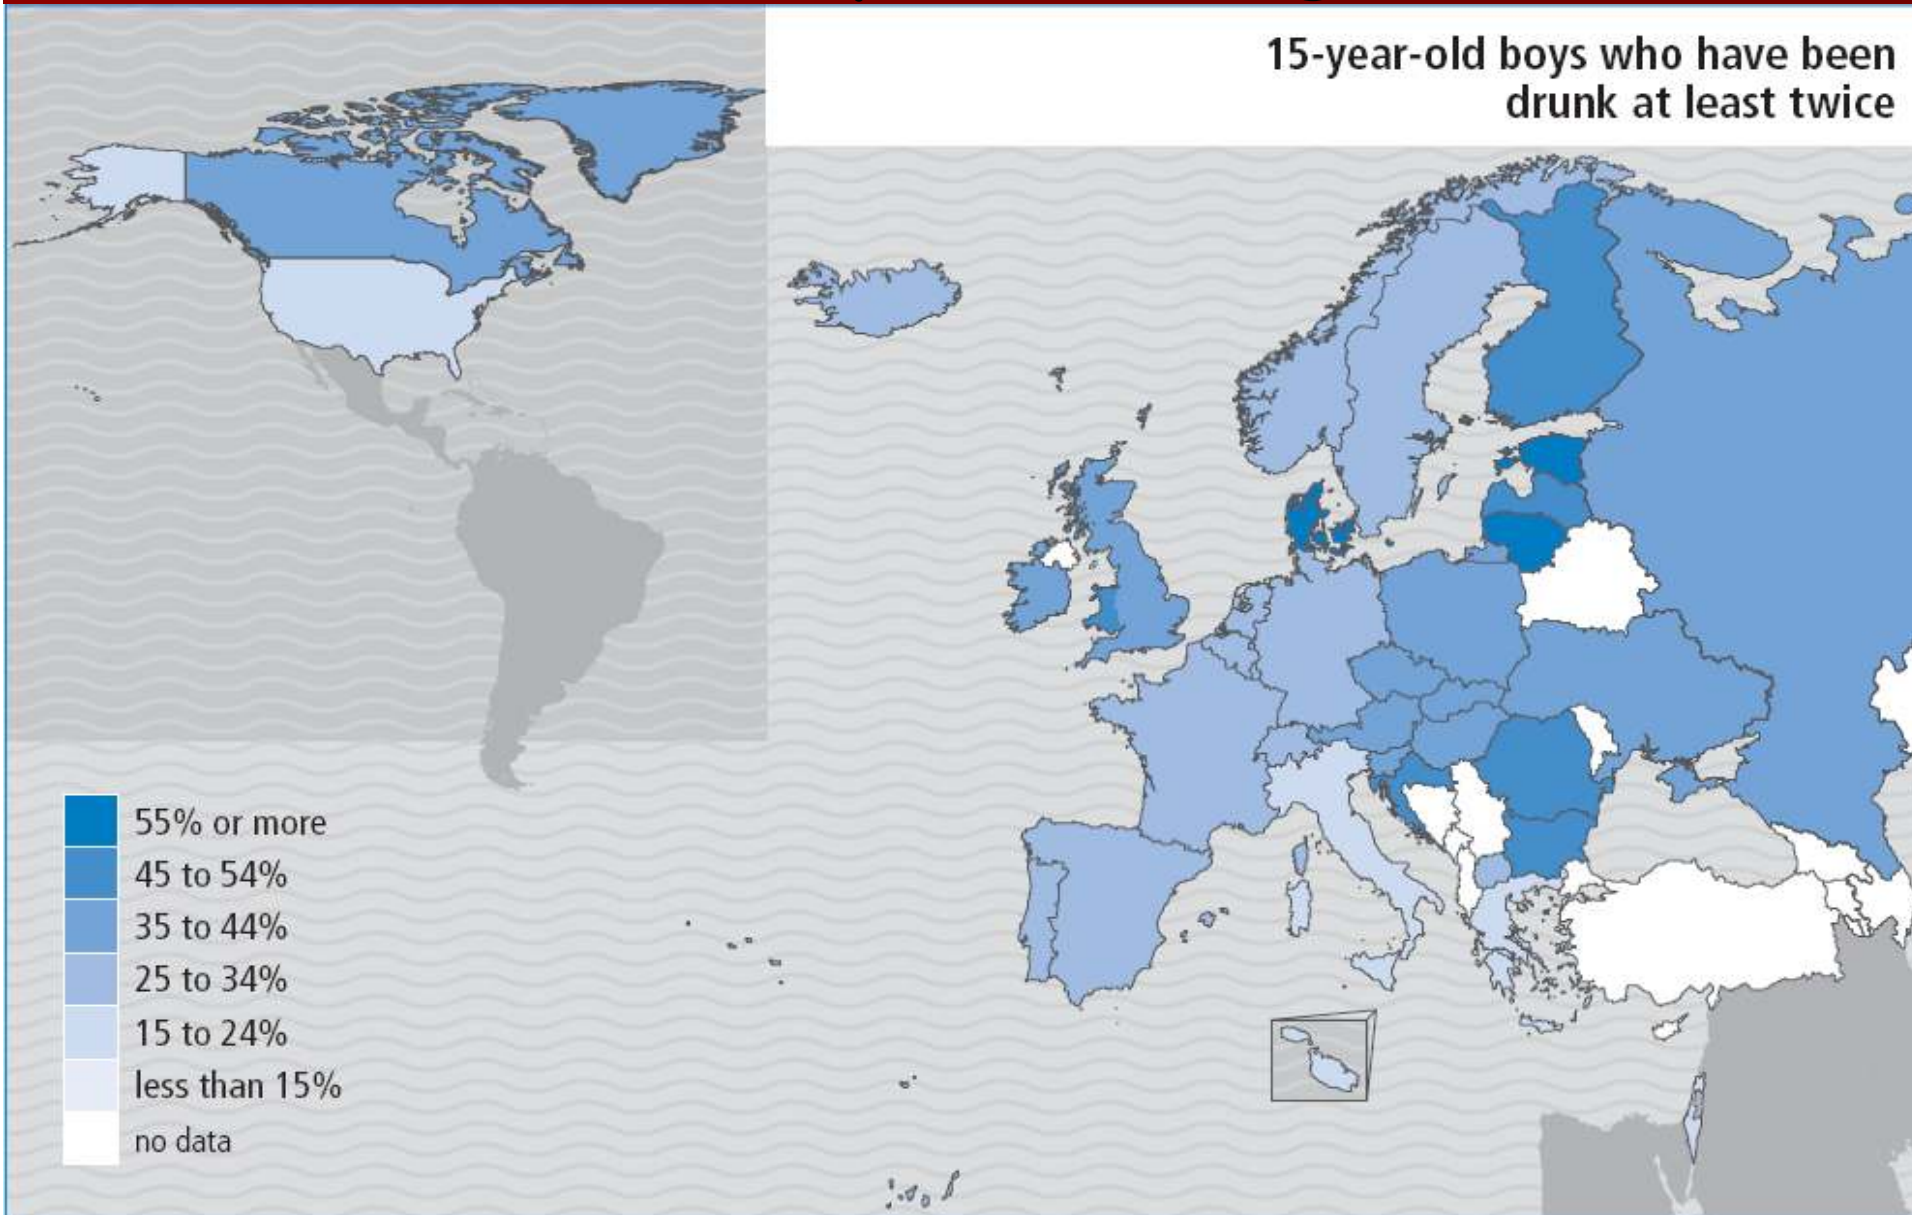 15-year-old boys who have been
drunk at least twice
55% or more
45 to 54%
35 to 44%
25 to 34%
15 to 24%
less than 15%
no data